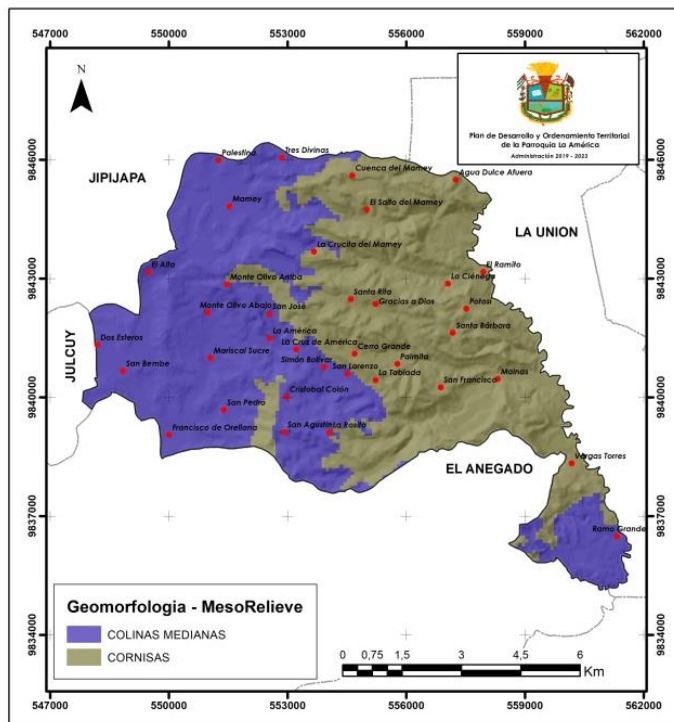 547000 550000 553000 556000 559000 562000
N
Plan de Desarrollo y Ordenamiento Territorial
de la Parroquia La América
Administración 2019 - 2023
9846000
9843000
9840000
9837000
9834000
9846000
9843000
9840000
9837000
9834000
JIPIJAPA
LA UNION
JULCUY
EL ANEGADO
Palestina
Tres Divinas
Cuenca del Mamey
Agua Dulce Afuera
Mamey
El Salto del Mamey
La Crucita del Mamey
El Alto
Monte Olivo Arriba
La Ciénega
El Ramito
Santa Rita
Gracias a Dios
Potosí
Monte Olivo Abajo
San José
Santa Bárbara
Dos Esteros
La América
La Cruz de América
Cerro Grande
Mariscal Sucre
Simón Bolívar
San Lorenzo
Palmita
San Bembe
La Tablada
San Francisco
Mainas
Cristobal Colón
San Pedro
Francisco de Orellana
San Agustín
La Rosita
Vargas Torres
Ramo Grande
Geomorfologia - MesoRelieve
COLINAS MEDIANAS
CORNISAS
0 0,75 1,5 3 4,5 6
Km
547000 550000 553000 556000 559000 562000